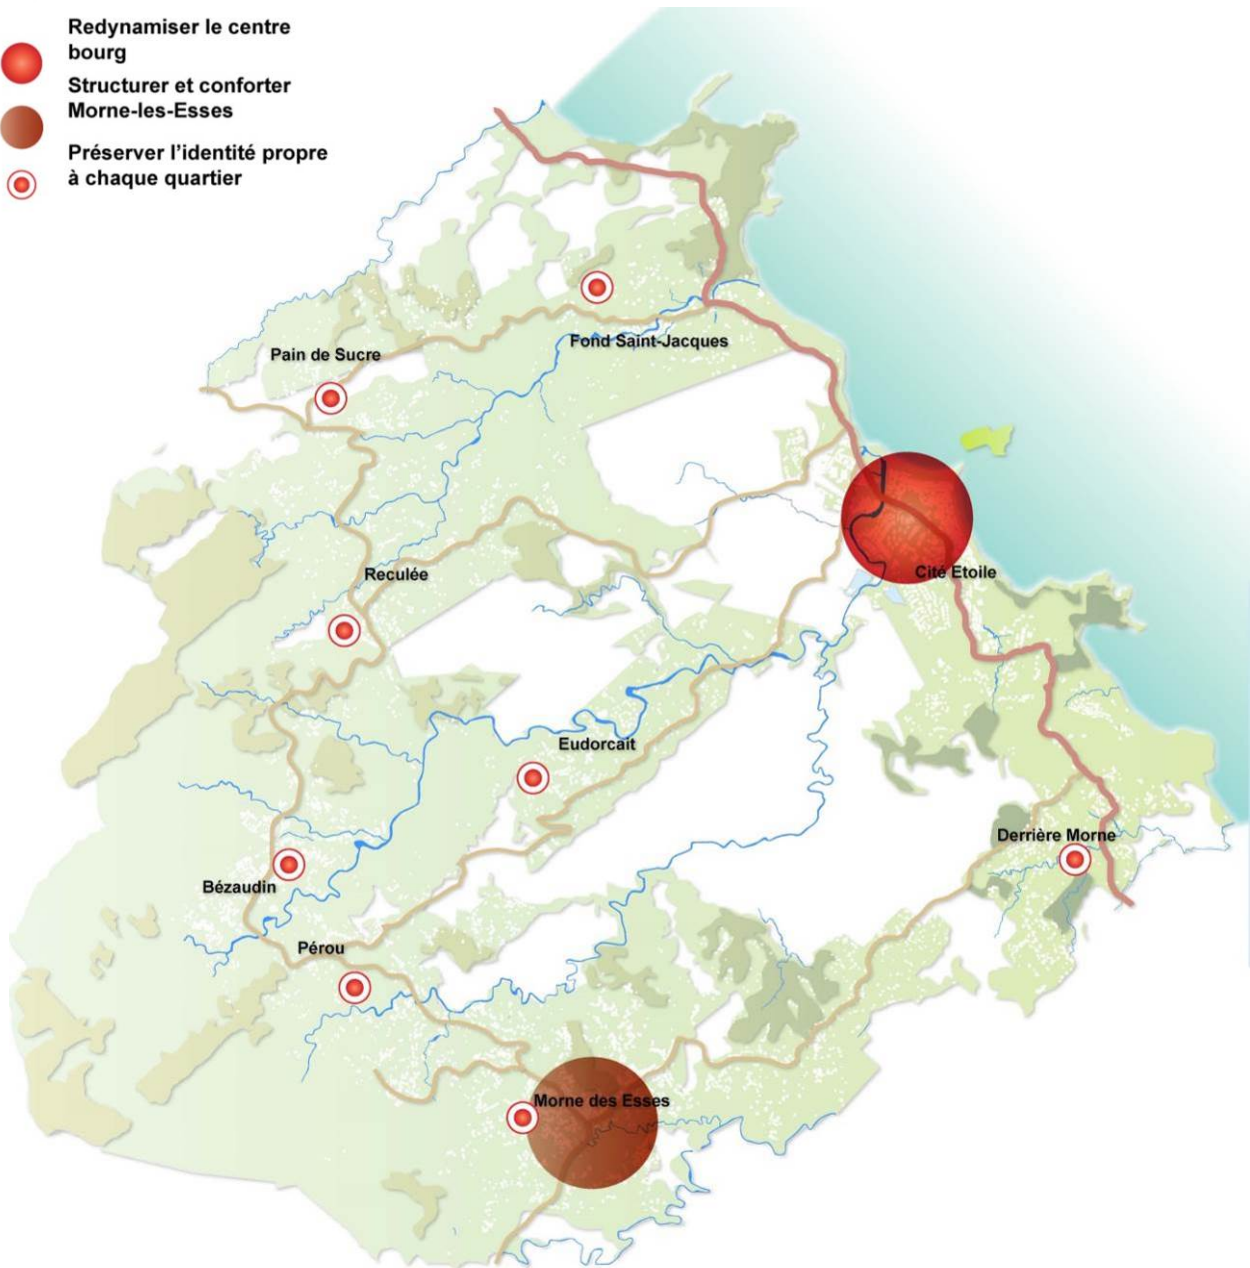 Redynamiser le centre
bourg
Structurer et conforter
Morne-les-Esses
Préserver l'identité propre
à chaque quartier
Fond Saint-Jacques
Pain de Sucre
Reculée
Cité Etoile
Eudorcait
Derrière Morne
Bézaudin
Pérou
Morne des Esses